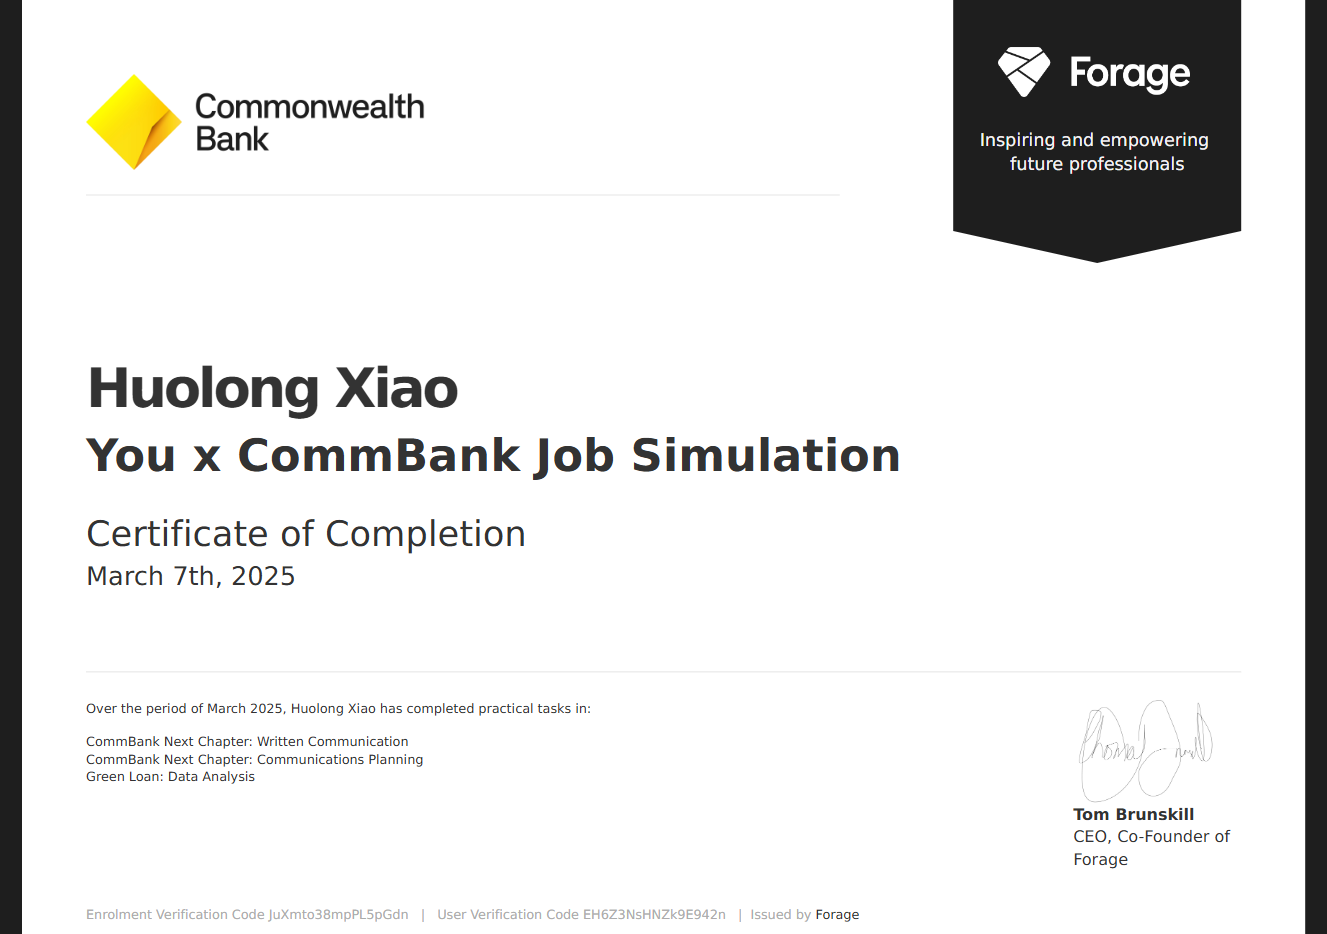 Commonwealth
Bank
Forage
Inspiring and empowering
future professionals
Huolong Xiao
You x CommBank Job Simulation
Certificate of Completion
March 7th, 2025
Over the period of March 2025, Huolong Xiao has completed practical tasks in:
CommBank Next Chapter: Written Communication
CommBank Next Chapter: Communications Planning
Green Loan: Data Analysis
Tom Brunskill
CEO, Co-Founder of
Forage
Enrolment Verification Code JuXmto38mpPL5pGdn | User Verification Code EH6Z3NsHNZk9E942n | Issued by Forage